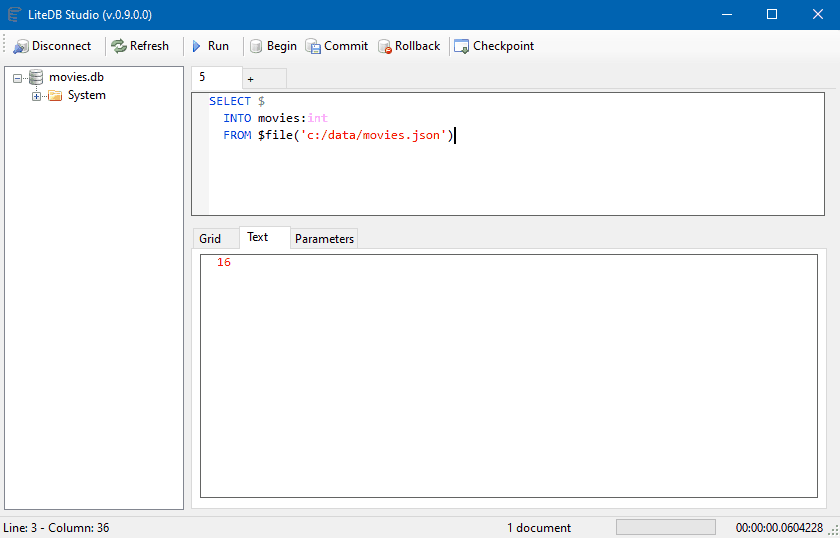 LiteDB Studio (v.0.9.0.0)
Disconnect Refresh Run Begin Commit Rollback Checkpoint
movies.db
System
5 +
SELECT $
INTO movies:int
FROM $file('c:/data/movies.json')
Grid Text Parameters
16
Line: 3 - Column: 36 1 document 00:00:00.0604228